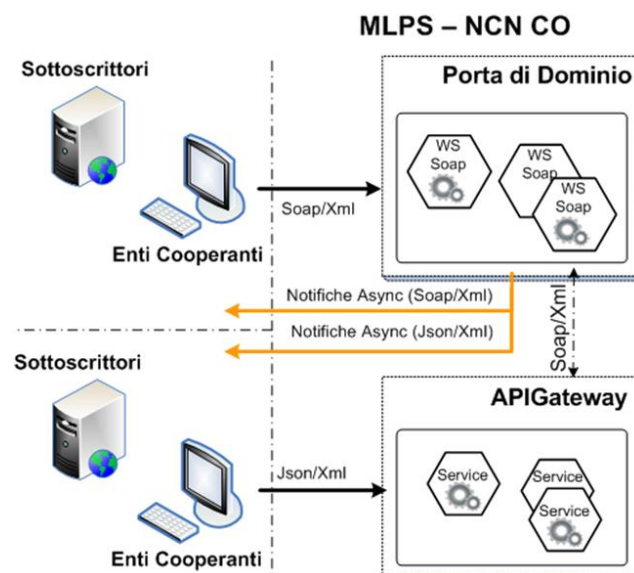 MLPS – NCN CO
Sottoscrittori
Porta di Dominio
WS
Soap
WS
Soap
WS
Soap
Soap/Xml
Enti Cooperanti
Notifiche Async (Soap/Xml)
Notifiche Async (Json/Xml)
Soap/Xml
Sottoscrittori
APIGateway
Service
Service
Service
Json/Xml
Enti Cooperanti